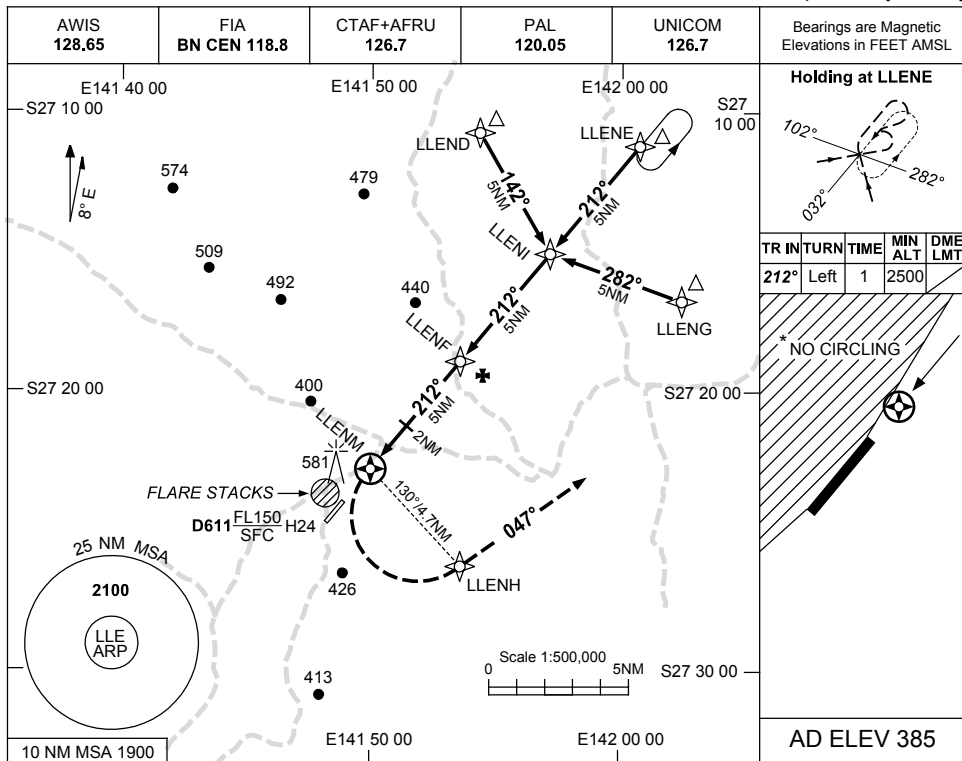 AWIS
128.65
FIA
BN CEN 118.8
CTAF+AFRU
126.7
PAL
120.05
UNICOM
126.7
Bearings are Magnetic
Elevations in FEET AMSL
E141 40 00
E141 50 00
E142 00 00
S27 10 00
S27
10 00
8° E
574
479
509
492
440
400
581
426
413
LLEND
LLENE
142°
5NM
212°
5NM
LLENI
282°
5NM
LLENG
212°
5NM
LLENF
212°
5NM
2NM
LLENM
S27 20 00
S27 20 00
FLARE STACKS
D611 FL150 H24
SFC
130°/4.7NM
047°
LLENH
25 NM MSA
2100
LLE
ARP
Scale 1:500,000
0
5NM
S27 30 00
E141 50 00
E142 00 00
10 NM MSA 1900
Holding at LLENE
102°
282°
032°
TR IN
TURN
TIME
MIN
ALT
DME
LMT
212°
Left
1
2500
* NO CIRCLING
AD ELEV 385